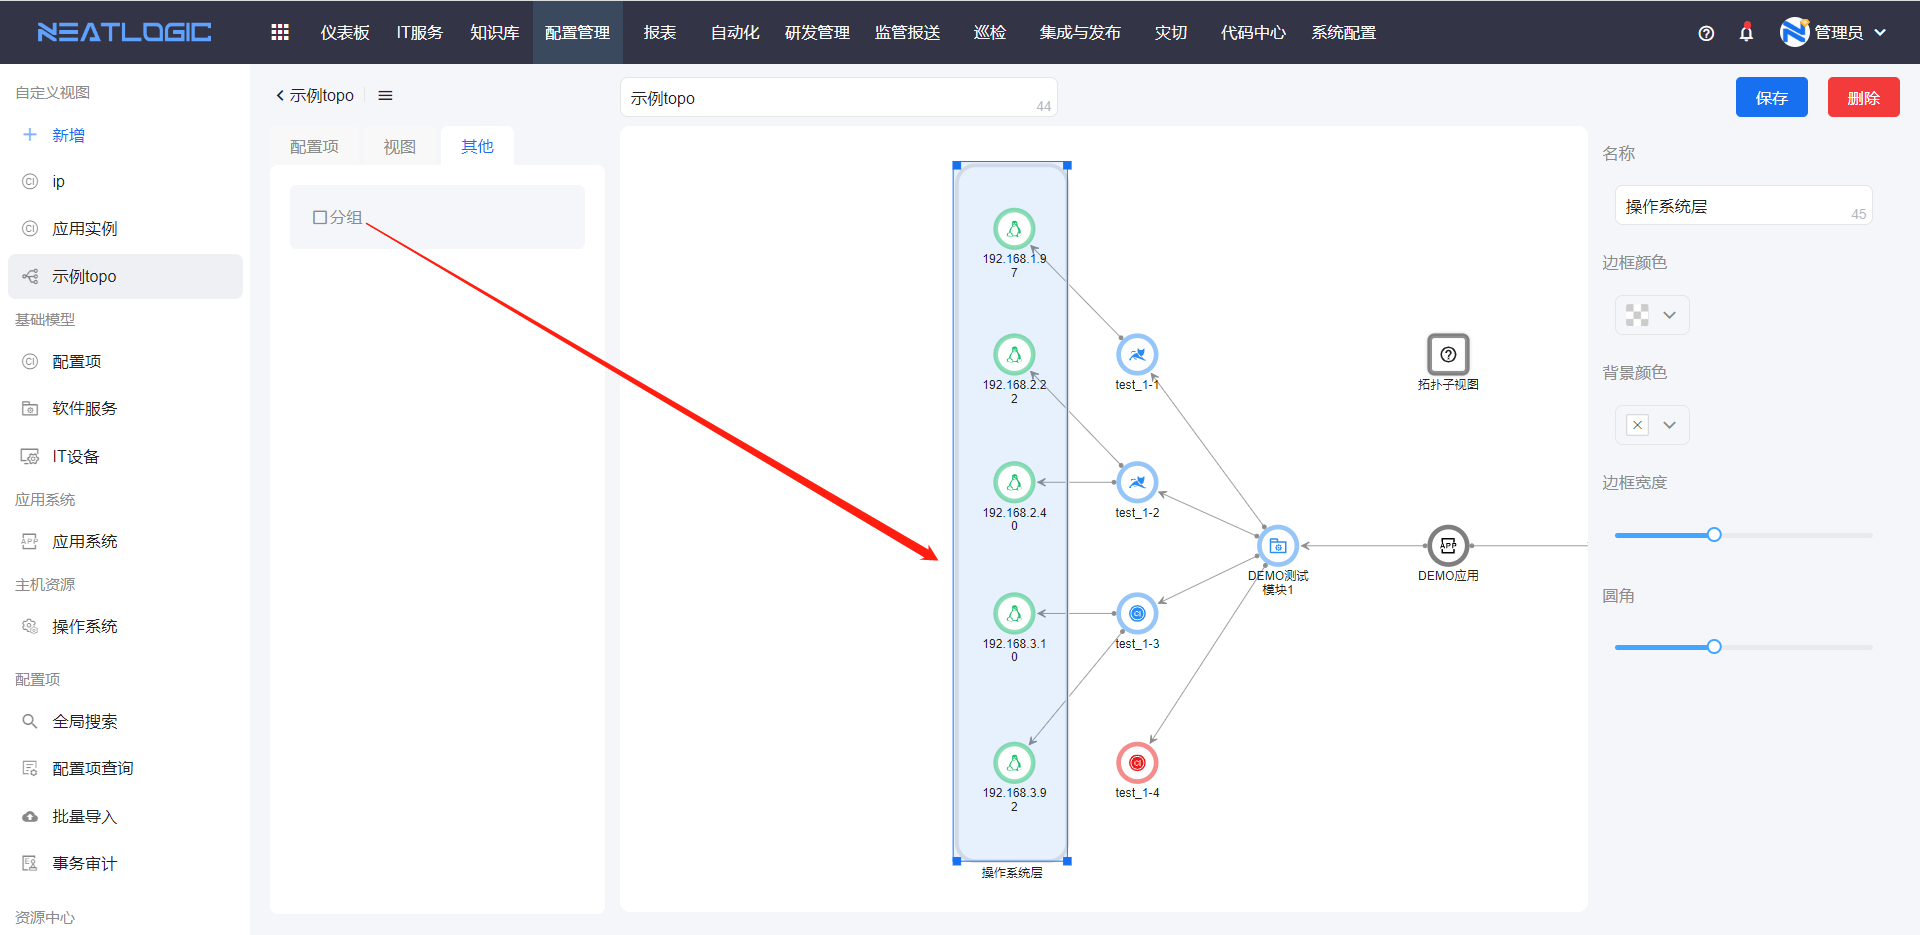 NEATLOGIC
仪表板
IT服务
知识库
配置管理
报表
自动化
研发管理
监管报送
巡检
集成与发布
灾切
代码中心
系统配置
管理员
自定义视图
新增
ip
应用实例
示例topo
基础模型
配置项
软件服务
IT设备
应用系统
应用系统
主机资源
操作系统
配置项
全局搜索
配置项查询
批量导入
事务审计
资源中心
示例topo
配置项
视图
其他
分组
示例topo
44
保存
删除
192.168.1.9
7
192.168.2.2
2
192.168.2.4
0
192.168.3.1
0
192.168.3.9
2
操作系统层
test_1-1
test_1-2
test_1-3
test_1-4
DEMO测试
模块1
拓扑子视图
APP
DEMO应用
名称
操作系统层
45
边框颜色
背景颜色
边框宽度
圆角